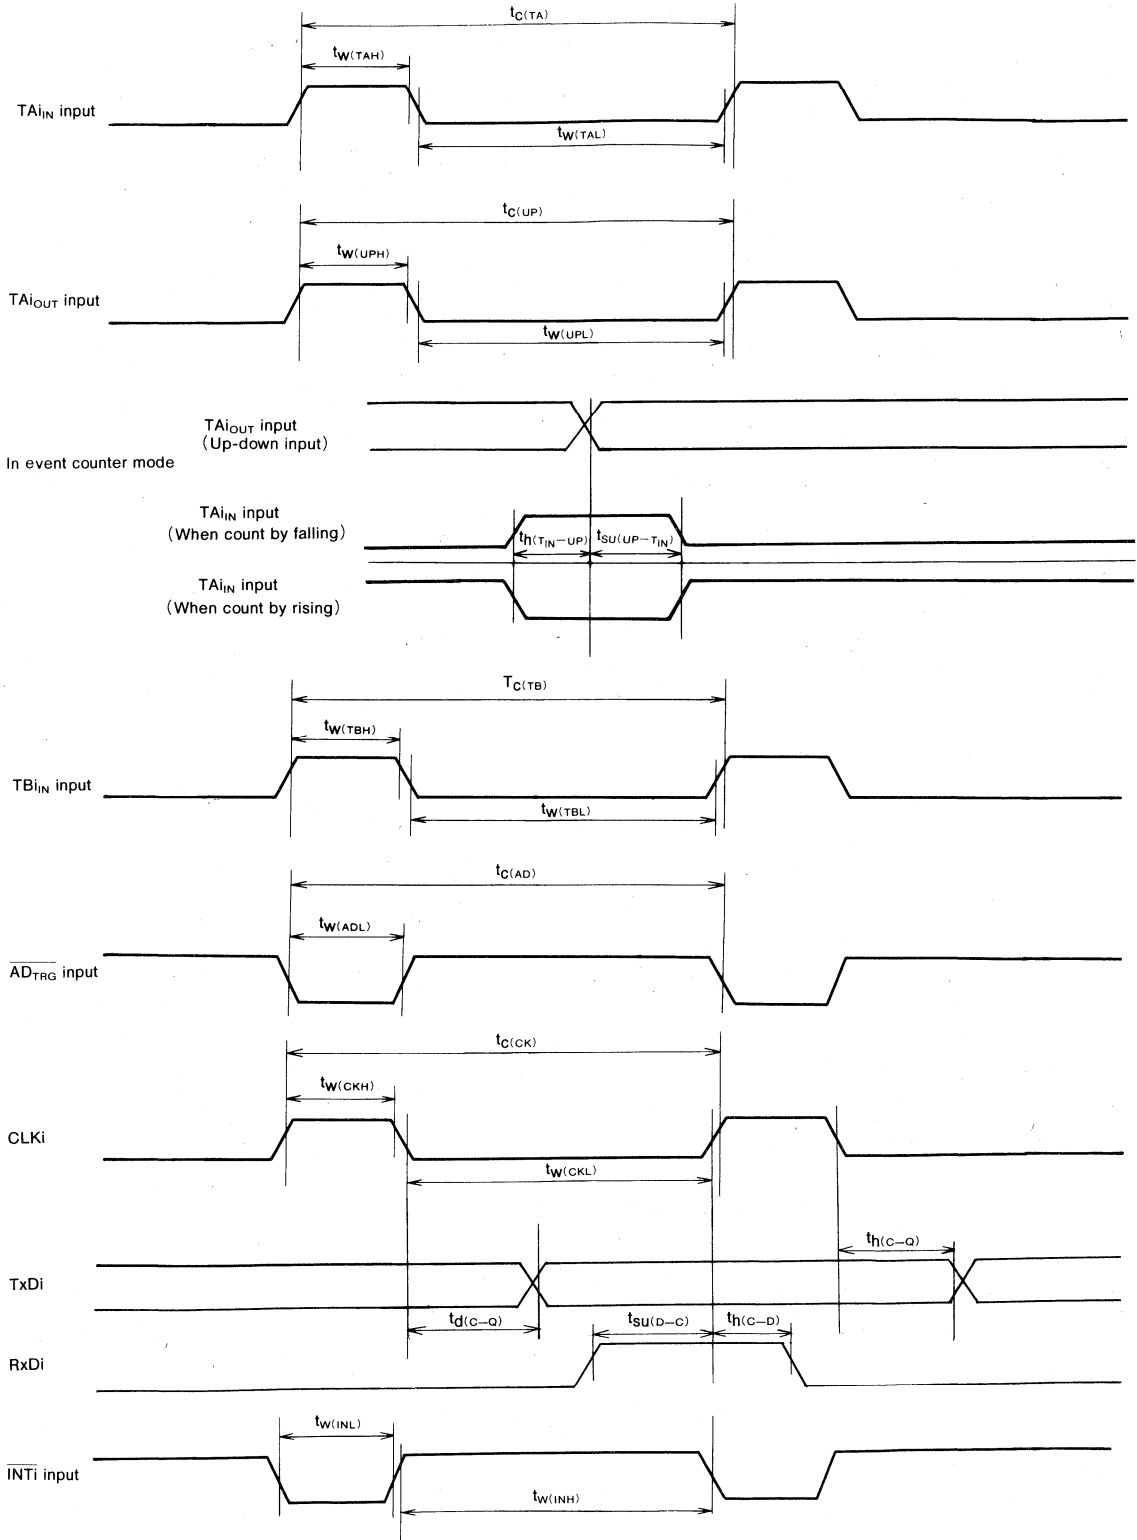 tC(TA)
tW(TAH)
TAiIN input
tW(TAL)
tC(UP)
tW(UPH)
TAiOUT input
tW(UPL)
TAiOUT input
(Up-down input)
In event counter mode
TAiIN input
(When count by falling)
th(TIN−UP) tSU(UP−TIN)
TAiIN input
(When count by rising)
TC(TB)
tW(TBH)
TBiIN input
tW(TBL)
tC(AD)
tW(ADL)
ADTRG input
tC(CK)
tW(CKH)
CLKi
tW(CKL)
th(C−Q)
TxDi
td(C−Q) tSU(D−C) th(C−D)
RxDi
tW(INL)
INTi input
tW(INH)